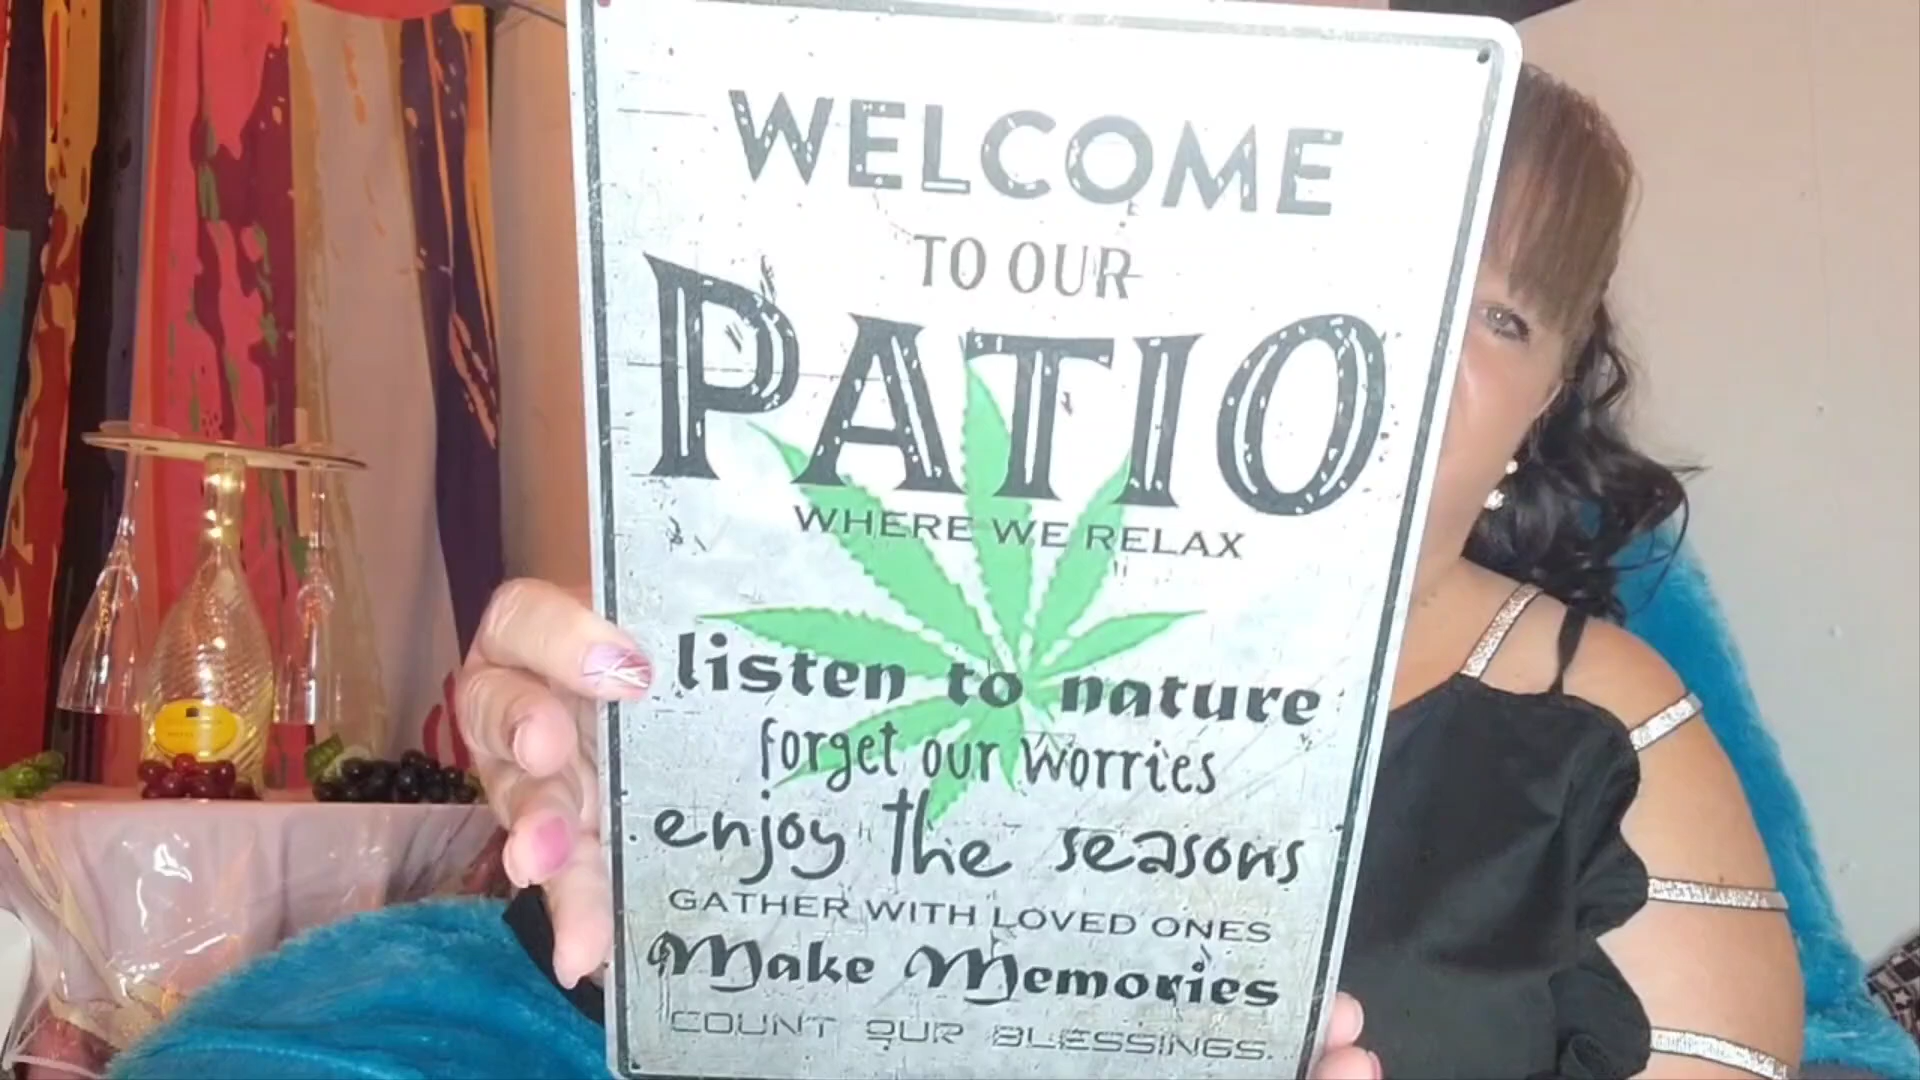 WELCOME
TO OUR
PATIO
WHERE WE RELAX
listen to nature
forget our worries
enjoy the seasons
GATHER WITH LOVED ONES
Make Memories
COUNT OUR BLESSINGS.